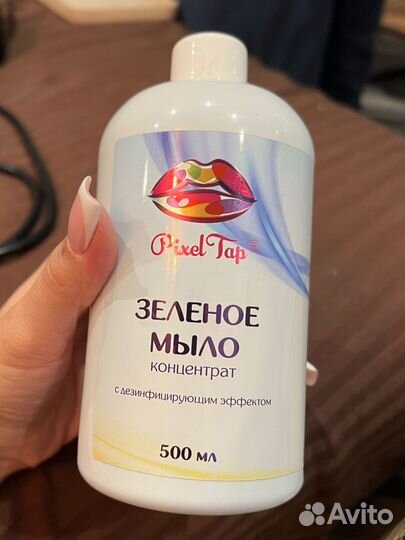 Pixel Tap©
ЗЕЛЕНОЕ
МЫЛО
концентрат
с дезинфицирующим эффектом
500 мл
Avito